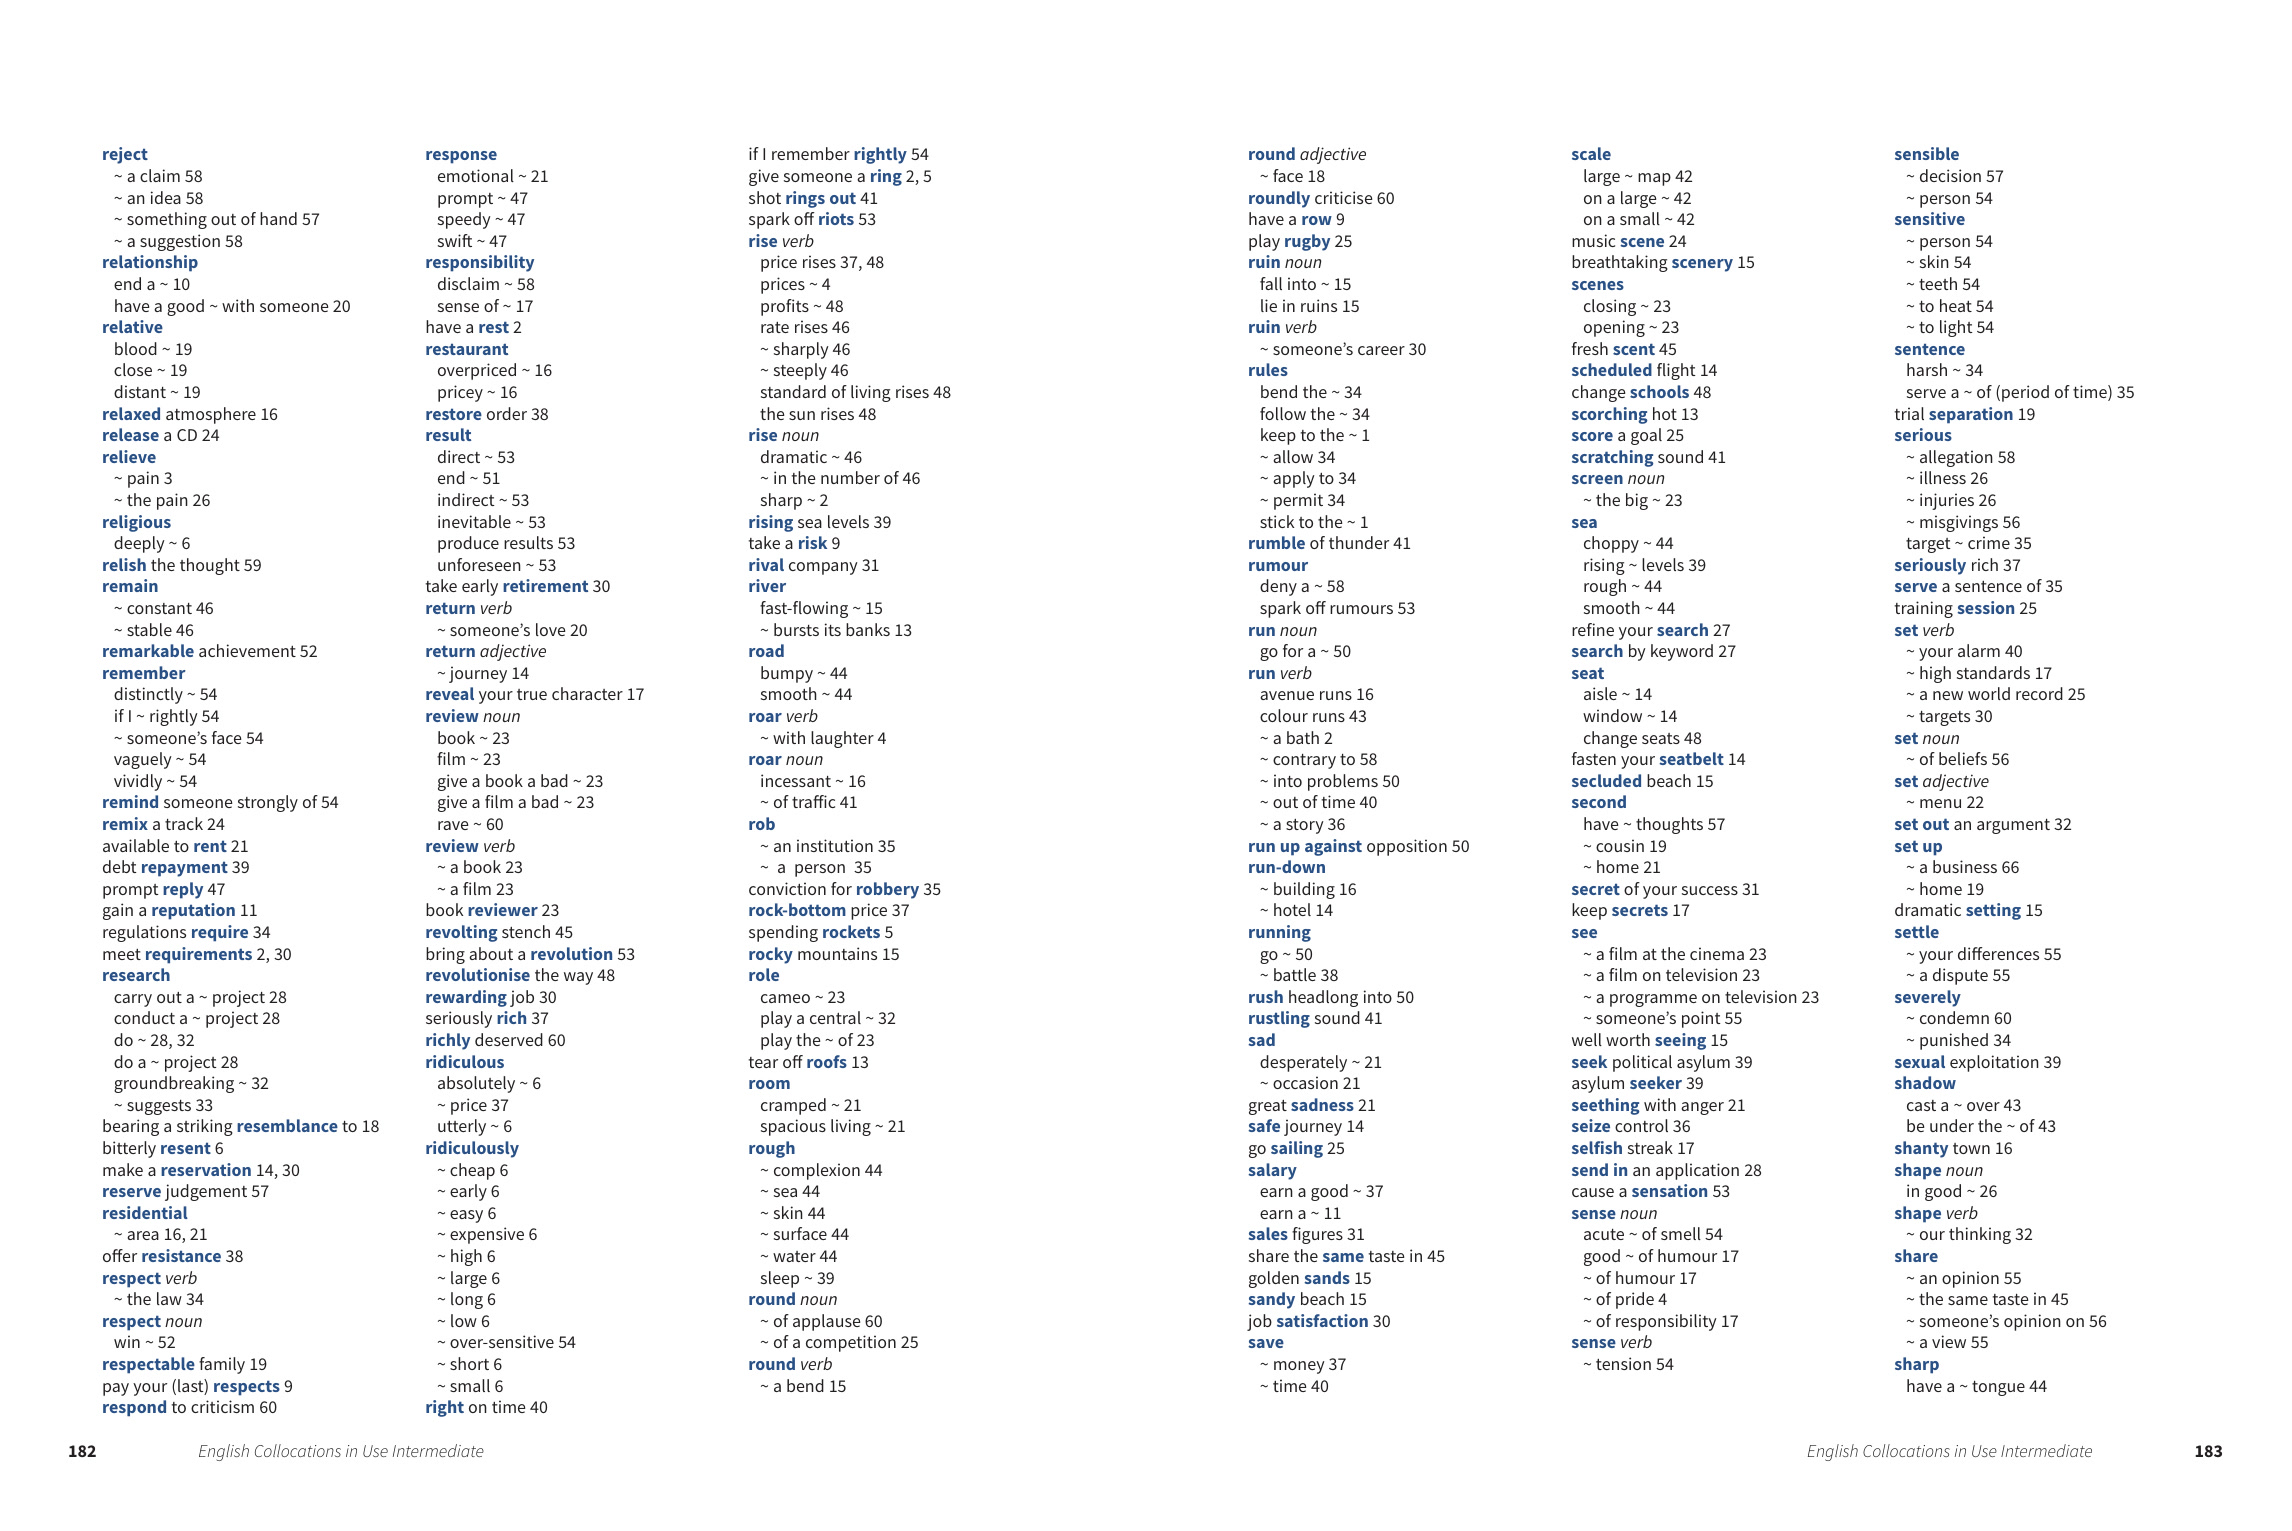 reject
~ a claim 58
~ an idea 58
~ something out of hand 57
~ a suggestion 58
relationship
end a ~ 10
have a good ~ with someone 20
relative
blood ~ 19
close ~ 19
distant ~ 19
relaxed atmosphere 16
release a CD 24
relieve
~ pain 3
~ the pain 26
religious
deeply ~ 6
relish the thought 59
remain
~ constant 46
~ stable 46
remarkable achievement 52
remember
distinctly ~ 54
if I ~ rightly 54
~ someone's face 54
vaguely ~ 54
vividly ~ 54
remind someone strongly of 54
remix a track 24
available to rent 21
debt repayment 39
prompt reply 47
gain a reputation 11
regulations require 34
meet requirements 2, 30
research
carry out a ~ project 28
conduct a ~ project 28
do ~ 28, 32
do a ~ project 28
groundbreaking ~ 32
~ suggests 33
bearing a striking resemblance to 18
bitterly resent 6
make a reservation 14, 30
reserve judgement 57
residential
~ area 16, 21
offer resistance 38
respect verb
~ the law 34
respect noun
win ~ 52
respectable family 19
pay your (last) respects 9
respond to criticism 60
response
emotional ~ 21
prompt ~ 47
speedy ~ 47
swift ~ 47
responsibility
disclaim ~ 58
sense of ~ 17
have a rest 2
restaurant
overpriced ~ 16
pricey ~ 16
restore order 38
result
direct ~ 53
end ~ 51
indirect ~ 53
inevitable ~ 53
produce results 53
unforeseen ~ 53
take early retirement 30
return verb
~ someone's love 20
return adjective
~ journey 14
reveal your true character 17
review noun
book ~ 23
film ~ 23
give a book a bad ~ 23
give a film a bad ~ 23
rave ~ 60
review verb
~ a book 23
~ a film 23
book reviewer 23
revolting stench 45
bring about a revolution 53
revolutionise the way 48
rewarding job 30
seriously rich 37
richly deserved 60
ridiculous
absolutely ~ 6
~ price 37
utterly ~ 6
ridiculously
~ cheap 6
~ early 6
~ easy 6
~ expensive 6
~ high 6
~ large 6
~ long 6
~ low 6
~ over-sensitive 54
~ short 6
~ small 6
right on time 40
if I remember rightly 54
give someone a ring 2, 5
shot rings out 41
spark off riots 53
rise verb
price rises 37, 48
prices ~ 4
profits ~ 48
rate rises 46
~ sharply 46
~ steeply 46
standard of living rises 48
the sun rises 48
rise noun
dramatic ~ 46
~ in the number of 46
sharp ~ 2
rising sea levels 39
take a risk 9
rival company 31
river
fast-flowing ~ 15
~ bursts its banks 13
road
bumpy ~ 44
smooth ~ 44
roar verb
~ with laughter 4
roar noun
incessant ~ 16
~ of traffic 41
rob
~ an institution 35
~ a person 35
conviction for robbery 35
rock-bottom price 37
spending rockets 5
rocky mountains 15
role
cameo ~ 23
play a central ~ 32
play the ~ of 23
tear off roofs 13
room
cramped ~ 21
spacious living ~ 21
rough
~ complexion 44
~ sea 44
~ skin 44
~ surface 44
~ water 44
sleep ~ 39
round noun
~ of applause 60
~ of a competition 25
round verb
~ a bend 15
182 English Collocations in Use Intermediate
round adjective
~ face 18
roundly criticise 60
have a row 9
play rugby 25
ruin noun
fall into ~ 15
lie in ruins 15
ruin verb
~ someone's career 30
rules
bend the ~ 34
follow the ~ 34
keep to the ~ 1
~ allow 34
~ apply to 34
~ permit 34
stick to the ~ 1
rumble of thunder 41
rumour
deny a ~ 58
spark off rumours 53
run noun
go for a ~ 50
run verb
avenue runs 16
colour runs 43
~ a bath 2
~ contrary to 58
~ into problems 50
~ out of time 40
~ a story 36
run up against opposition 50
run-down
~ building 16
~ hotel 14
running
go ~ 50
~ battle 38
rush headlong into 50
rustling sound 41
sad
desperately ~ 21
~ occasion 21
great sadness 21
safe journey 14
go sailing 25
salary
earn a good ~ 37
earn a ~ 11
sales figures 31
share the same taste in 45
golden sands 15
sandy beach 15
job satisfaction 30
save
~ money 37
~ time 40
scale
large ~ map 42
on a large ~ 42
on a small ~ 42
music scene 24
breathtaking scenery 15
scenes
closing ~ 23
opening ~ 23
fresh scent 45
scheduled flight 14
change schools 48
scorching hot 13
score a goal 25
scratching sound 41
screen noun
~ the big ~ 23
sea
choppy ~ 44
rising ~ levels 39
rough ~ 44
smooth ~ 44
refine your search 27
search by keyword 27
seat
aisle ~ 14
window ~ 14
change seats 48
fasten your seatbelt 14
secluded beach 15
second
have ~ thoughts 57
~ cousin 19
~ home 21
secret of your success 31
keep secrets 17
see
~ a film at the cinema 23
~ a film on television 23
~ a programme on television 23
~ someone's point 55
well worth seeing 15
seek political asylum 39
asylum seeker 39
seething with anger 21
seize control 36
selfish streak 17
send in an application 28
cause a sensation 53
sense noun
acute ~ of smell 54
good ~ of humour 17
~ of humour 17
~ of pride 4
~ of responsibility 17
sense verb
~ tension 54
sensible
~ decision 57
~ person 54
sensitive
~ person 54
~ skin 54
~ teeth 54
~ to heat 54
~ to light 54
sentence
harsh ~ 34
serve a ~ of (period of time) 35
trial separation 19
serious
~ allegation 58
~ illness 26
~ injuries 26
~ misgivings 56
target ~ crime 35
seriously rich 37
serve a sentence of 35
training session 25
set verb
~ your alarm 40
~ high standards 17
~ a new world record 25
~ targets 30
set noun
~ of beliefs 56
set adjective
~ menu 22
set out an argument 32
set up
~ a business 66
~ home 19
dramatic setting 15
settle
~ your differences 55
~ a dispute 55
severely
~ condemn 60
~ punished 34
sexual exploitation 39
shadow
cast a ~ over 43
be under the ~ of 43
shanty town 16
shape noun
in good ~ 26
shape verb
~ our thinking 32
share
~ an opinion 55
~ the same taste in 45
~ someone's opinion on 56
~ a view 55
sharp
have a ~ tongue 44
English Collocations in Use Intermediate 183